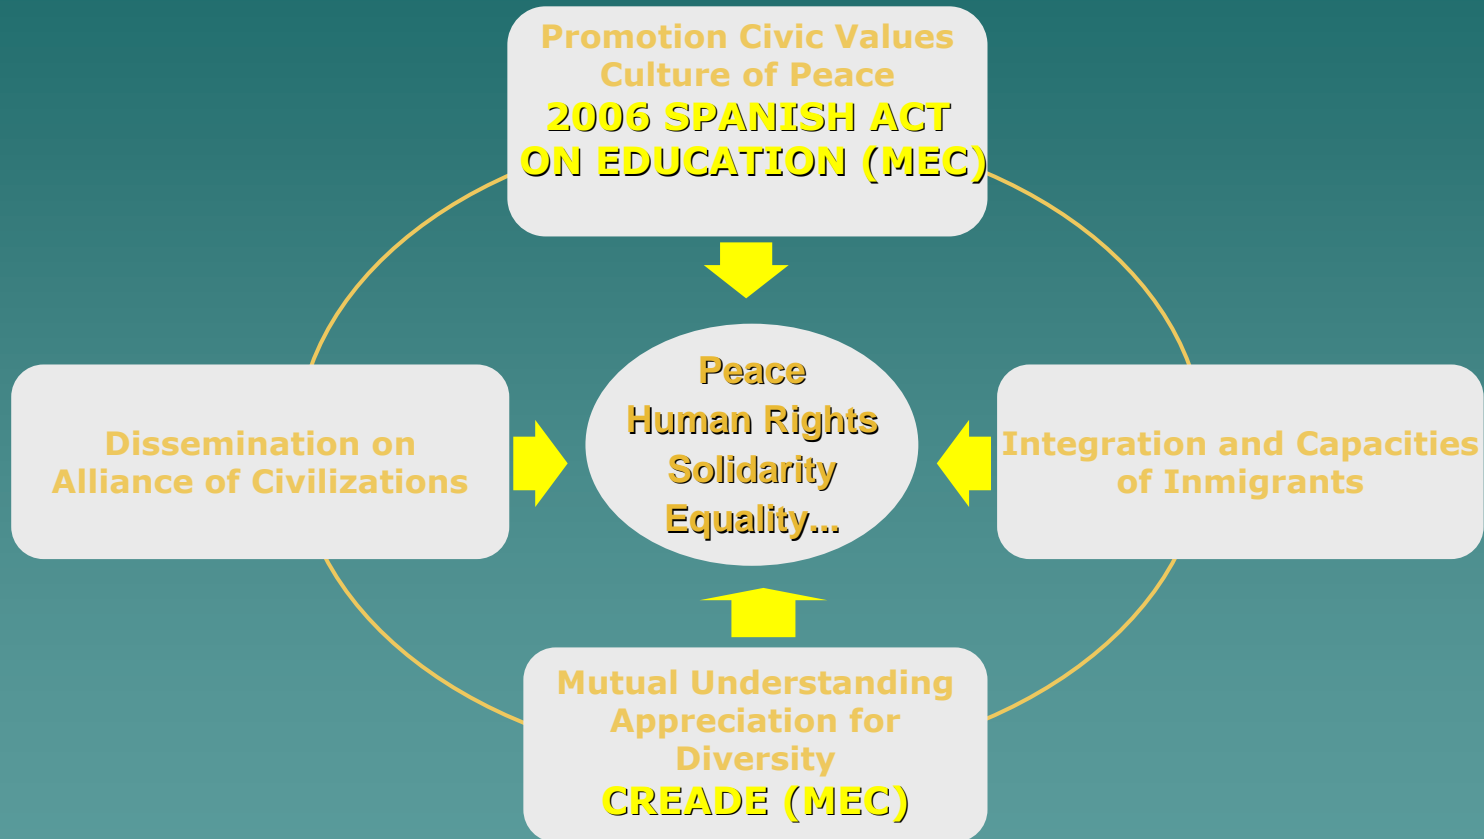 Promotion Civic Values
Culture of Peace
2006 SPANISH ACT
ON EDUCATION (MEC)
Dissemination on
Alliance of Civilizations
Peace
Human Rights
Solidarity
Equality...
Integration and Capacities
of Inmigrants
Mutual Understanding
Appreciation for
Diversity
CREADE (MEC)